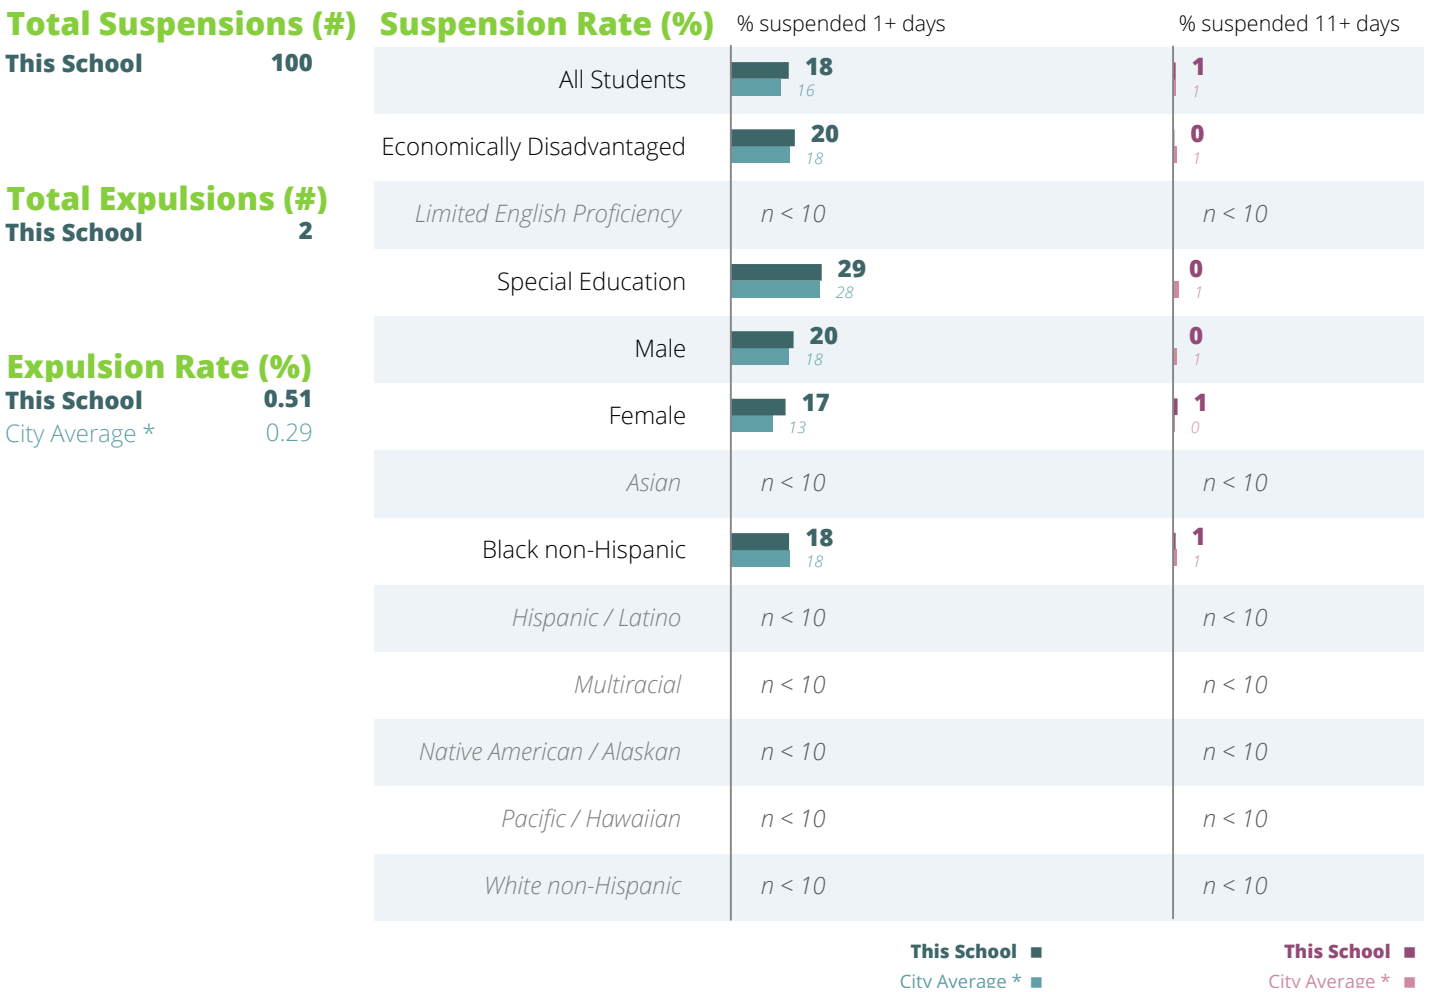 Total Suspensions (#)
This School 100
Total Expulsions (#)
This School 2
Expulsion Rate (%)
This School 0.51
City Average * 0.29
Suspension Rate (%) % suspended 1+ days % suspended 11+ days
All Students 18 1
16 1
Economically Disadvantaged 20 0
18 1
Limited English Proficiency n < 10 n < 10
Special Education 29 0
28 1
Male 20 0
18 1
Female 17 1
13 0
Asian n < 10 n < 10
Black non-Hispanic 18 1
18 1
Hispanic / Latino n < 10 n < 10
Multiracial n < 10 n < 10
Native American / Alaskan n < 10 n < 10
Pacific / Hawaiian n < 10 n < 10
White non-Hispanic n < 10 n < 10
This School This School
City Average * City Average *